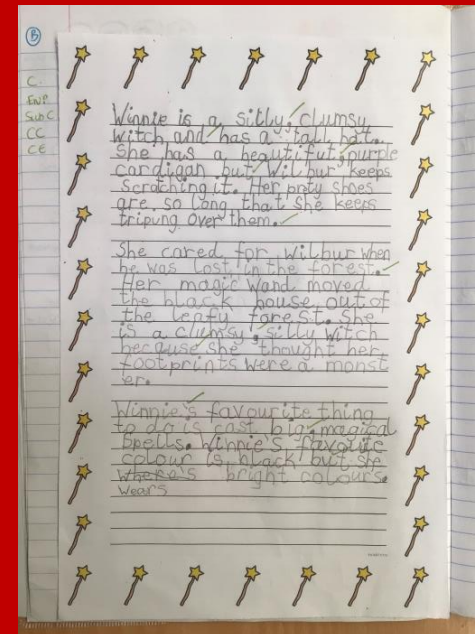 B
C.
SubC
CC
CE
Winnie is a silly, clumsy
witch and has a tall hat.
She has a beautiful, purple
cardigan but Wilbur keeps
scratching it. Her prity shoes
are so long that she keeps
triping over them.
She cared for Wilbur when
he was lost in the forest.
Her magic wand moved
the black house out of
the leafy forest. She
is a clumsy, silly witch
because she thought her
footprints were a monst
er.
Winnie's favourite thing
to do is cast big, magical
spells. Winnie's favourite
colour is black but she
Where's bright colours.
wears